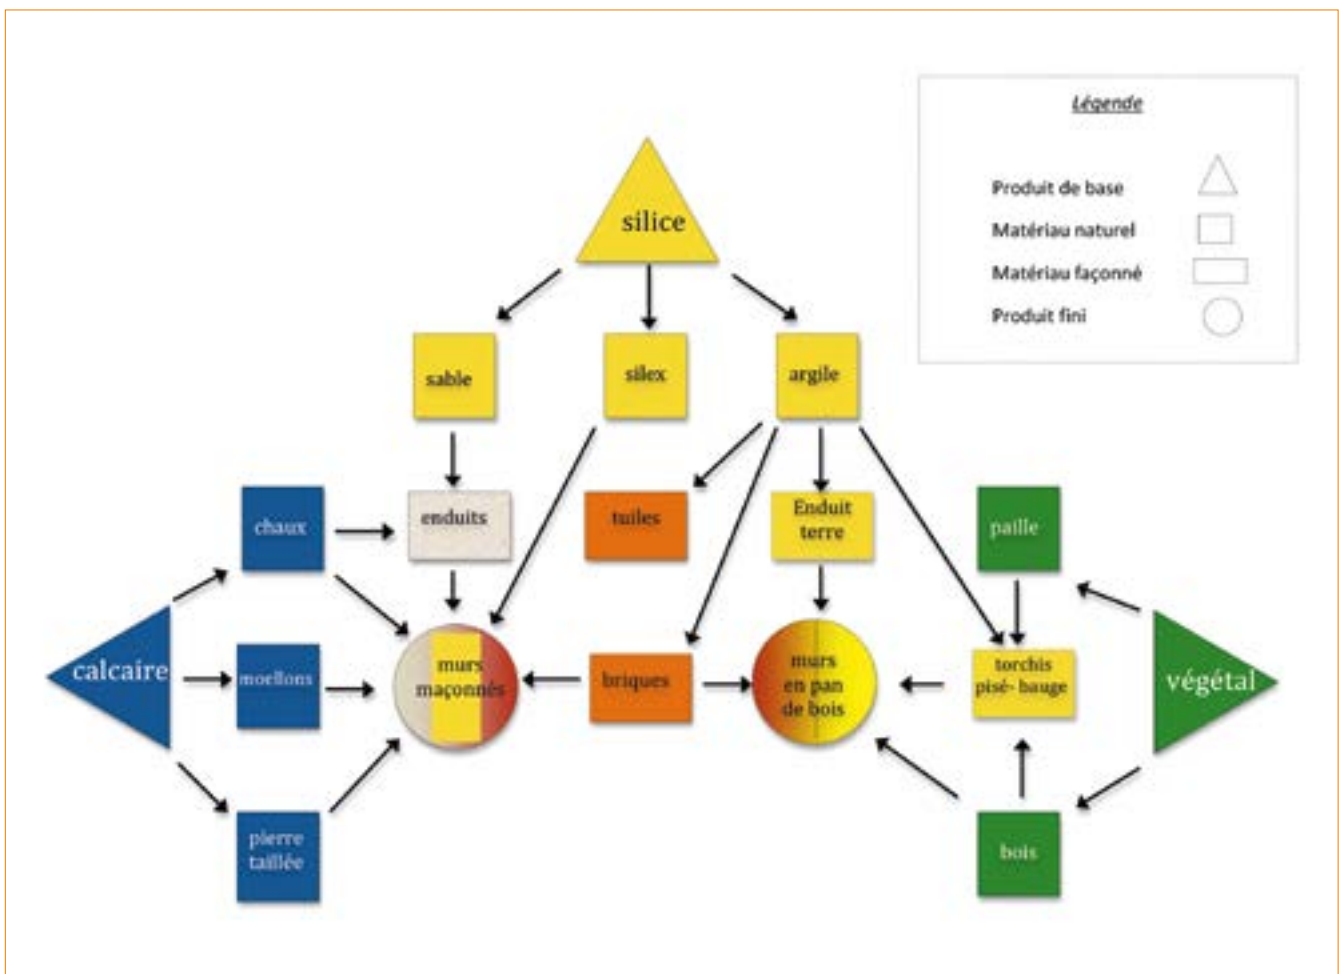 Légende
Produit de base
Matériau naturel
Matériau façonné
Produit fini
silice
sable
silex
argile
chaux
enduits
tuiles
Enduit
terre
paille
calcaire
moellons
murs
maçonnés
briques
murs
en pan
de bois
torchis
pisé- bauge
végétal
pierre
taillée
bois